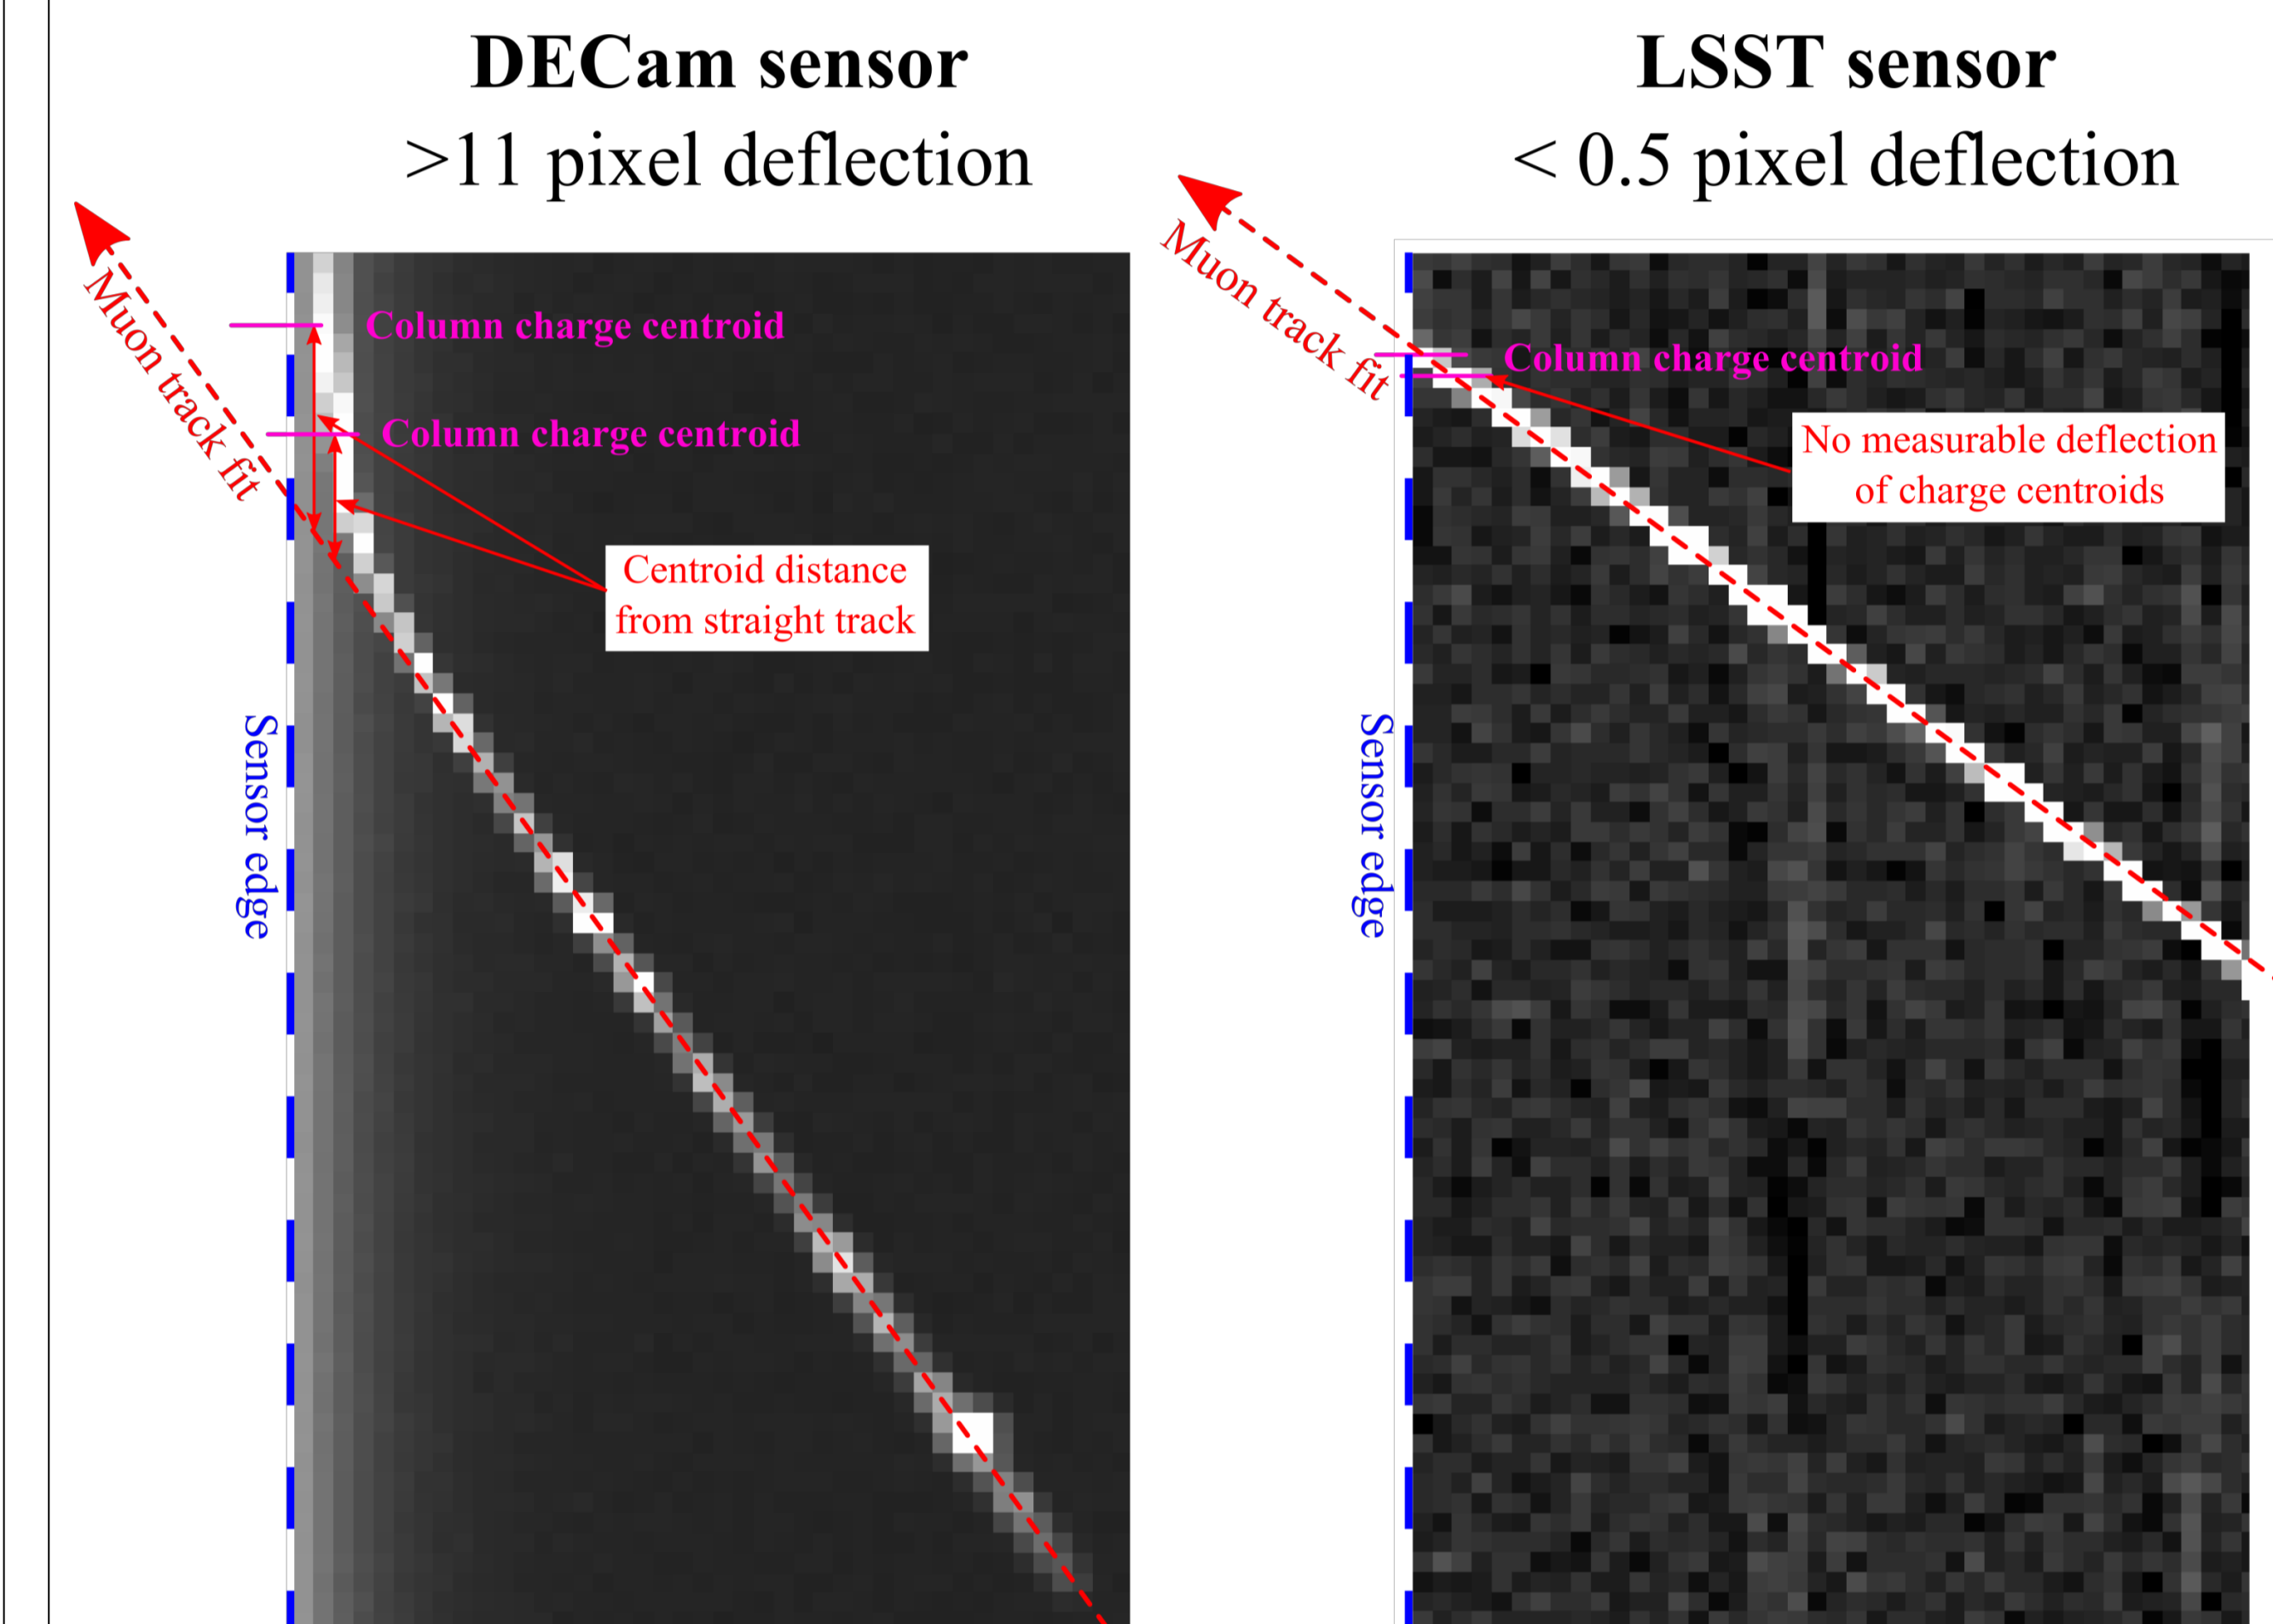 DECam sensor
>11 pixel deflection
Muon track fit
Column charge centroid
Column charge centroid
Centroid distance
from straight track
Sensor edge
LSST sensor
< 0.5 pixel deflection
Muon track fit
Column charge centroid
No measurable deflection
of charge centroids
Sensor edge